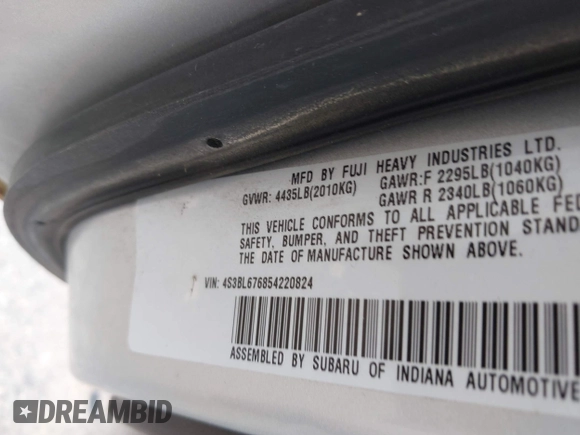 MFD BY FUJI HEAVY INDUSTRIES LTD.
GVWR: 4435LB(2010KG) GAWR:F 2295LB(1040KG)
GAWR R 2340LB(1060KG)
THIS VEHICLE CONFORMS TO ALL APPLICABLE FED
SAFETY, BUMPER, AND THEFT PREVENTION STAND
THE DATE OF MANUFACTURE SHOWN ABOVE.
VIN: 4S3BL676854220824
ASSEMBLED BY SUBARU OF INDIANA AUTOMOTIVE
DREAMBID